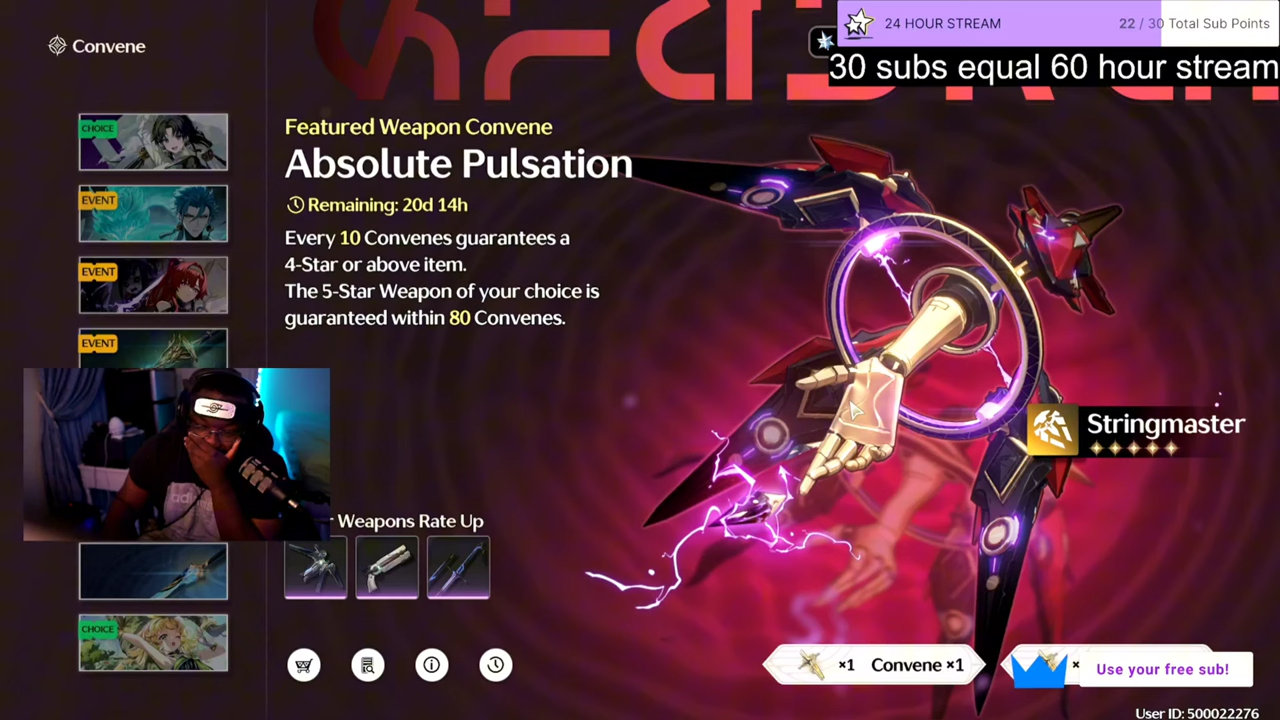 Convene
24 HOUR STREAM
22 / 30 Total Sub Points
30 subs equal 60 hour stream
CHOICE
EVENT
EVENT
EVENT
CHOICE
Featured Weapon Convene
Absolute Pulsation
Remaining: 20d 14h
Every 10 Convenes guarantees a
4-Star or above item.
The 5-Star Weapon of your choice is
guaranteed within 80 Convenes.
Stringmaster
Weapons Rate Up
×1 Convene ×1
×
Use your free sub!
User ID: 500022276